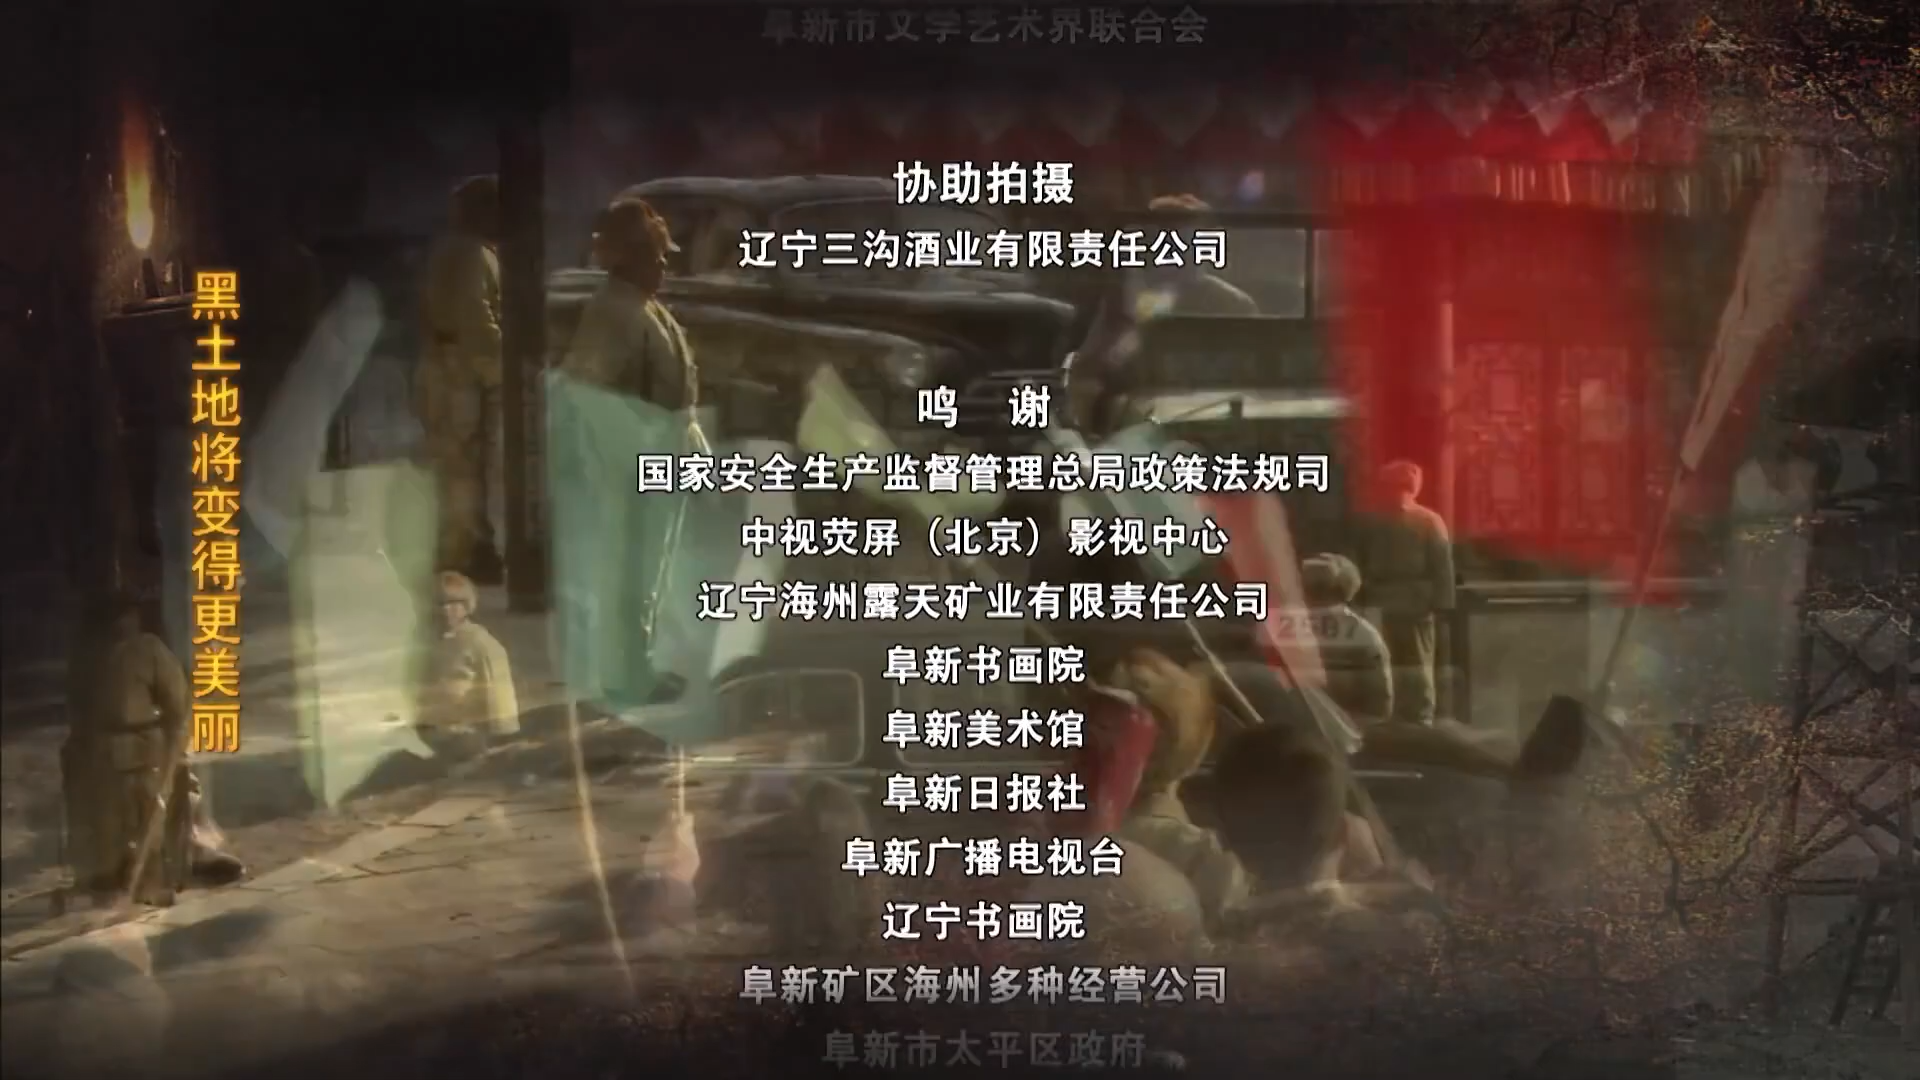 阜新市文学艺术界联合会
协助拍摄
辽宁三沟酒业有限责任公司
黑土地将变得更美丽
鸣 谢
国家安全生产监督管理总局政策法规司
中视荧屏（北京）影视中心
辽宁海州露天矿业有限责任公司
2587
阜新书画院
阜新美术馆
阜新日报社
阜新广播电视台
辽宁书画院
阜新矿区海州多种经营公司
阜新市太平区政府